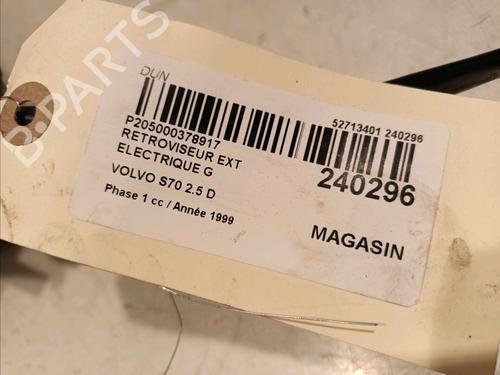 DUN
52713401 240296
P205000378917
RETROVISEUR EXT
ELECTRIQUE G
240296
VOLVO S70 2.5 D
Phase 1 cc / Année 1999
MAGASIN
B-PARTS